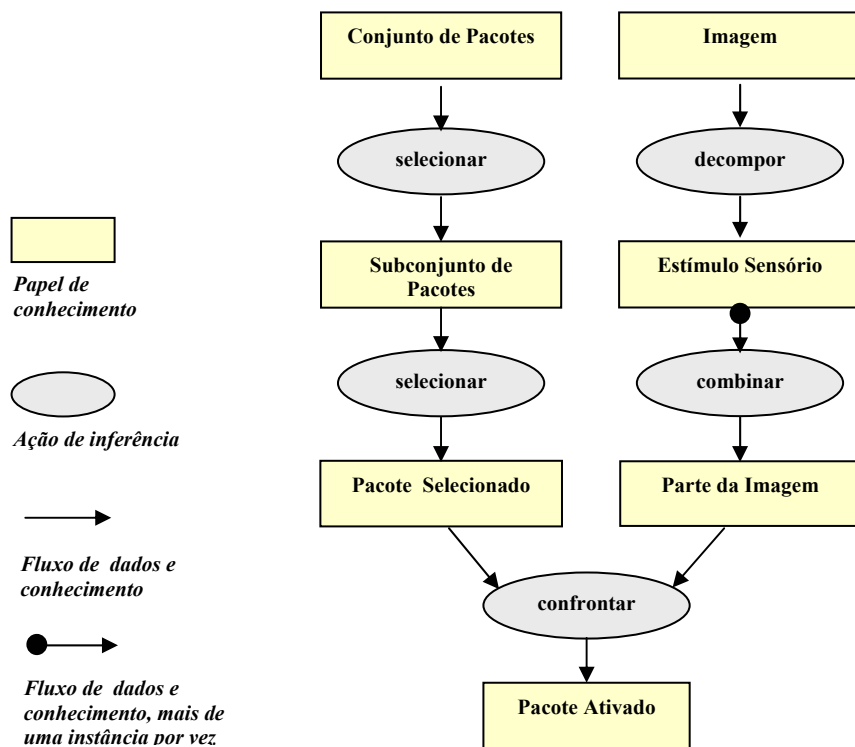 Conjunto de Pacotes
Imagem
selecionar
decompor
Subconjunto de
Pacotes
Estímulo Sensório
selecionar
combinar
Pacote Selecionado
Parte da Imagem
confrontar
Pacote Ativado
Papel de
conhecimento
Ação de inferência
Fluxo de dados e
conhecimento
Fluxo de dados e
conhecimento, mais de
uma instância por vez